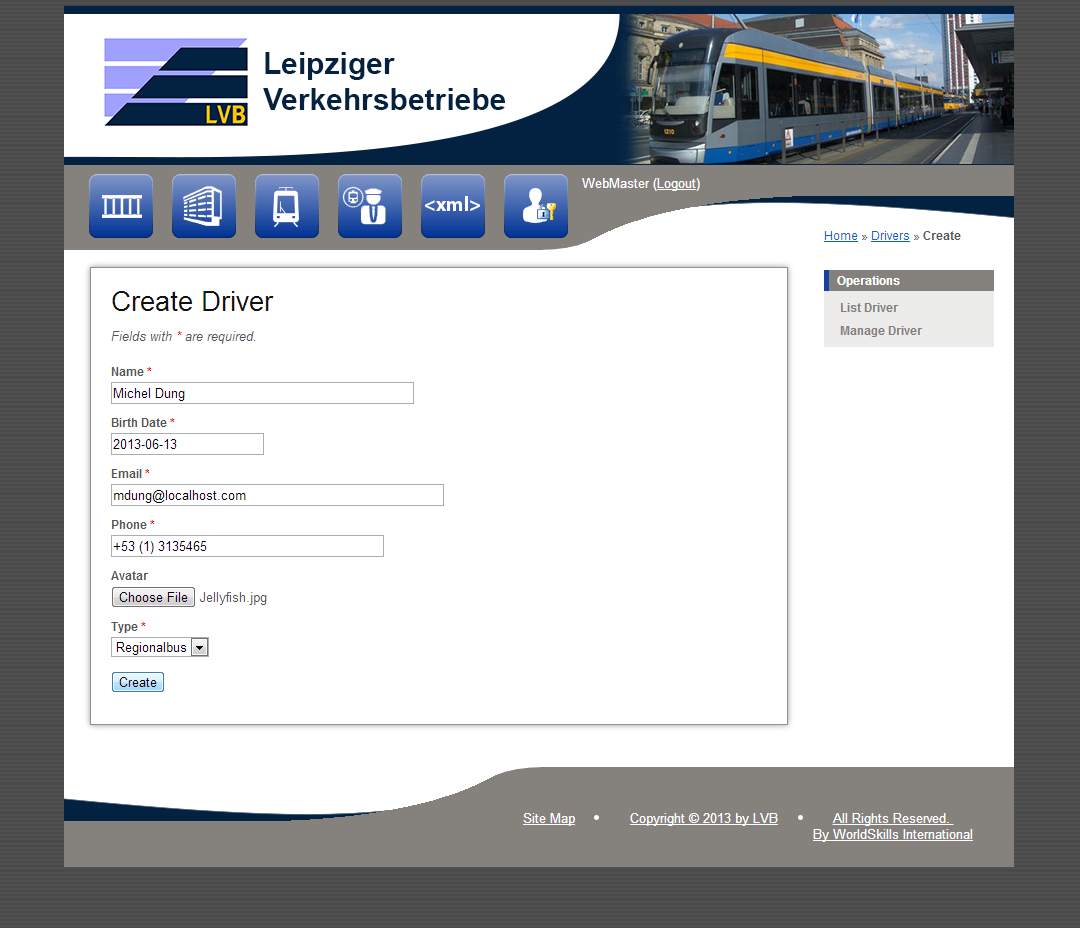 LVB
Leipziger
Verkehrsbetriebe
1210
<xml>
WebMaster (Logout)
Home » Drivers » Create
Create Driver
Fields with * are required.
Name *
Michel Dung
Birth Date *
2013-06-13
Email *
mdung@localhost.com
Phone *
+53 (1) 3135465
Avatar
Choose File Jellyfish.jpg
Type *
Regionalbus
Create
Operations
List Driver
Manage Driver
Site Map • Copyright © 2013 by LVB • All Rights Reserved.
By WorldSkills International